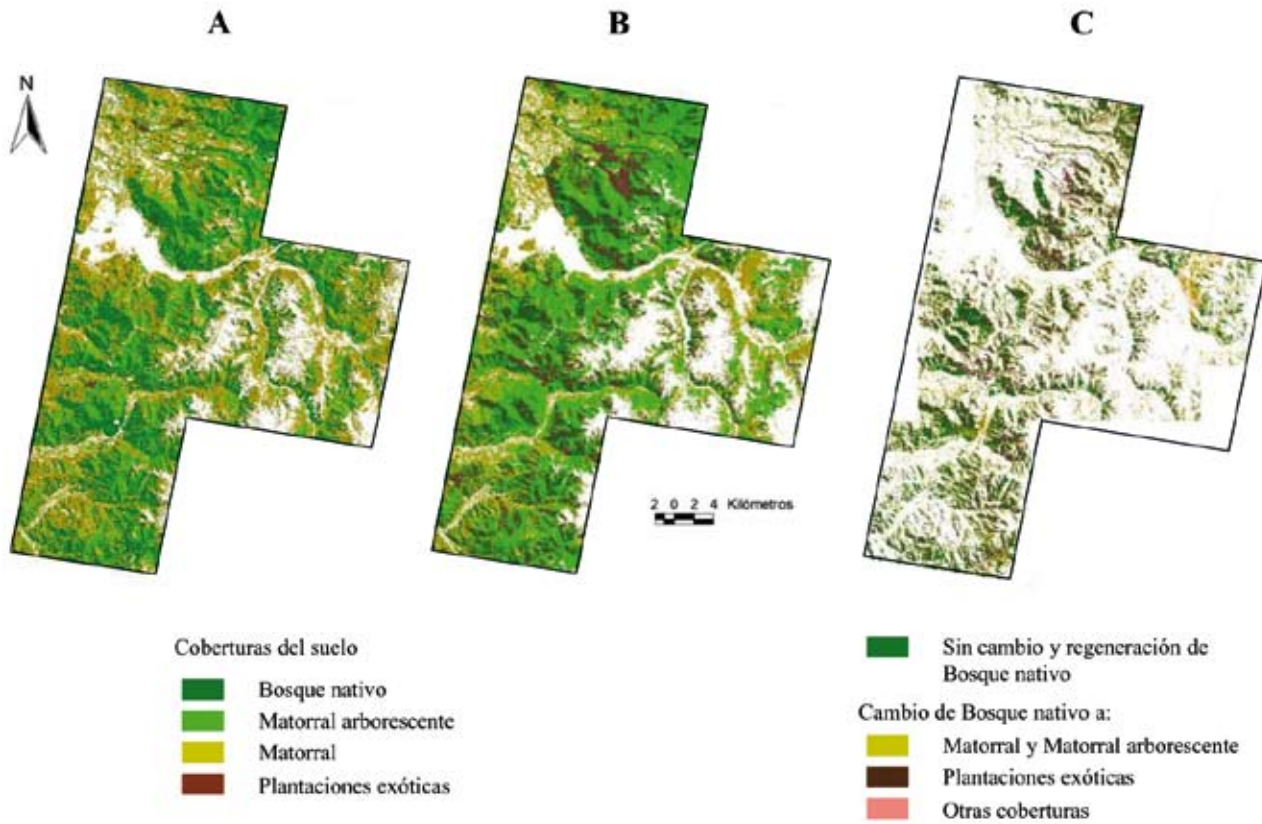 A
B
C
N
2 0 2 4 Kilómetros
Coberturas del suelo
Bosque nativo
Matorral arborescente
Matorral
Plantaciones exóticas
Sin cambio y regeneración de
Bosque nativo
Cambio de Bosque nativo a:
Matorral y Matorral arborescente
Plantaciones exóticas
Otras coberturas